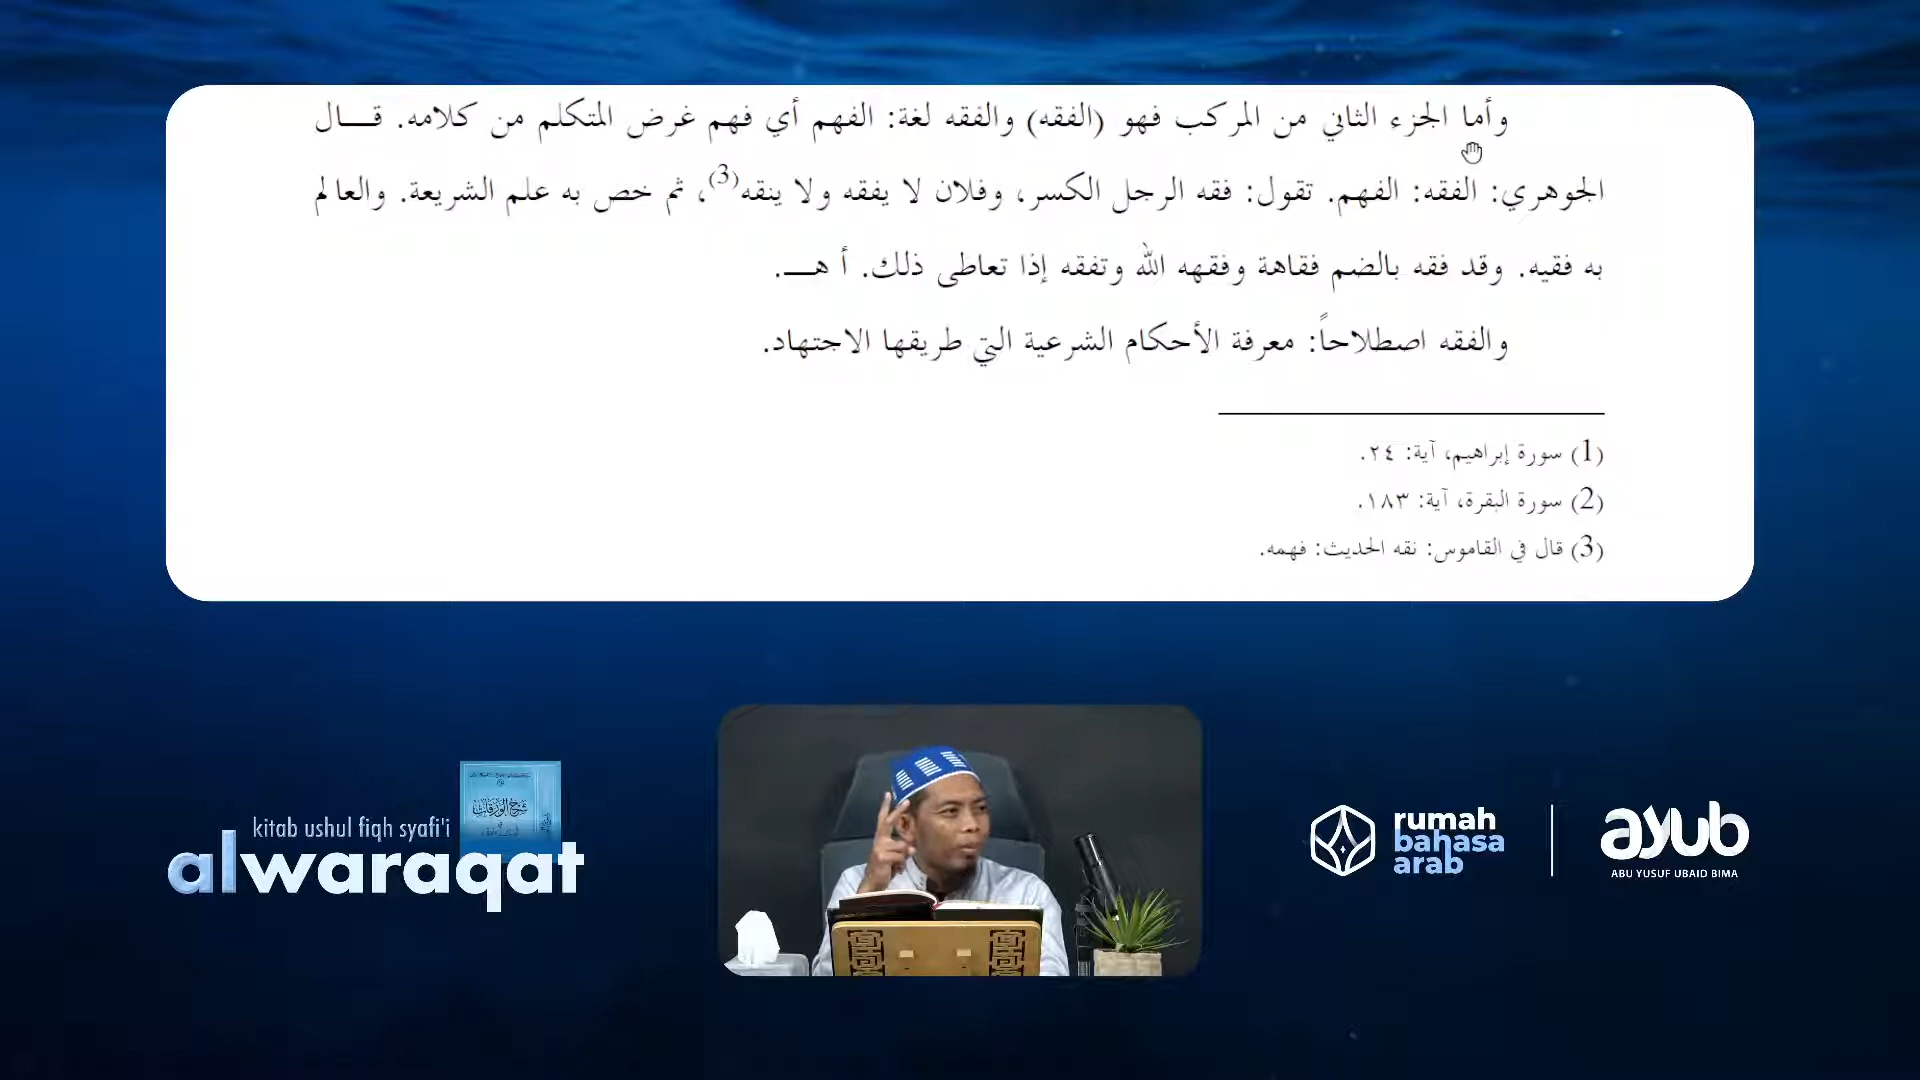 وأما الجزء الثاني من المركب فهو (الفقه) والفقه لغة: الفهم أي فهم غرض المتكلم من كلامه. قـــال
الجوهري: الفقه: الفهم. تقول: فقه الرجل الكسر، وفلان لا يفقه ولا ينقه(3)، ثم خص به علم الشريعة. والعالم
به فقيه. وقد فقه بالضم فقاهة وفقهه الله وتفقه إذا تعاطى ذلك. أ هـــ.
والفقه اصطلاحاً: معرفة الأحكام الشرعية التي طريقها الاجتهاد.
(1) سورة إبراهيم، آية: ٢٤.
(2) سورة البقرة، آية: ١٨٣.
(3) قال في القاموس: نقه الحديث: فهمه.
kitab ushul fiqh syafi'i
alwaraqat
شرح الورقات
rumah
bahasa
arab
ayub
ABU YUSUF UBAID BIMA